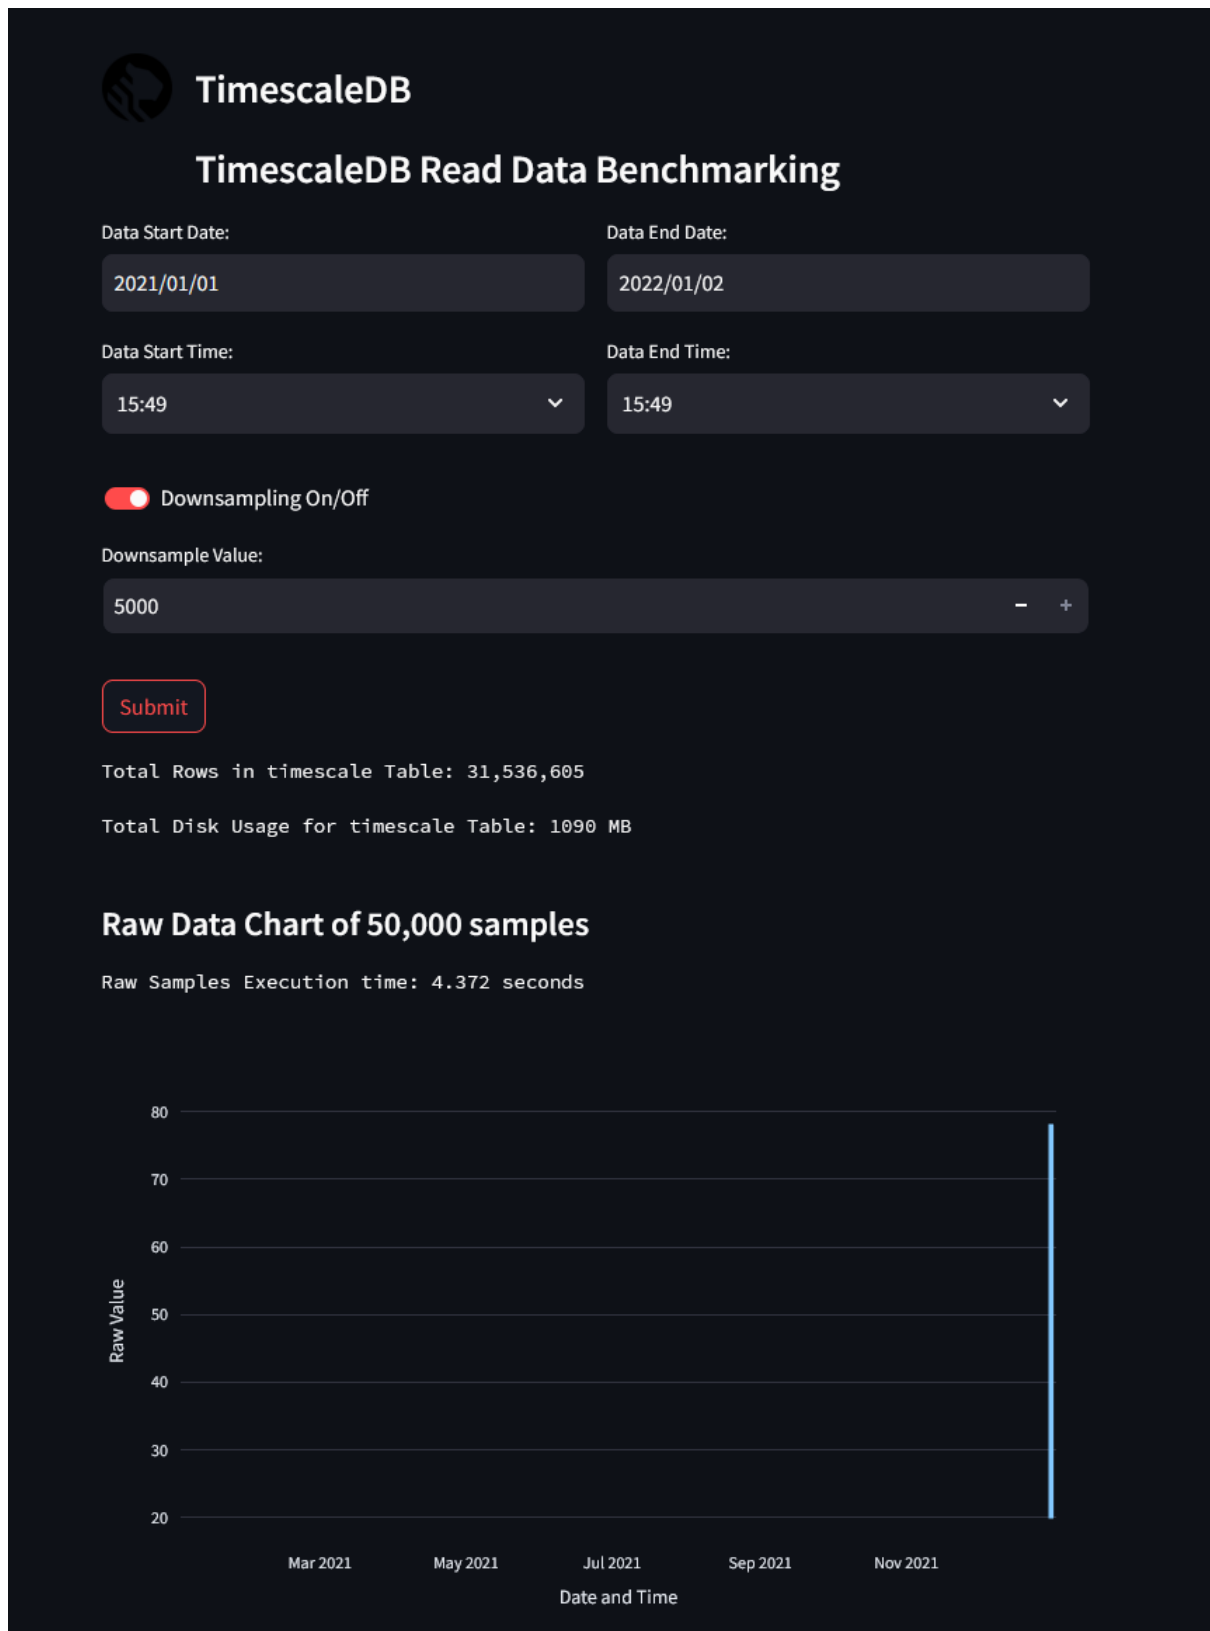 TimescaleDB
TimescaleDB Read Data Benchmarking
Data Start Date:
2021/01/01
Data End Date:
2022/01/02
Data Start Time:
15:49
Data End Time:
15:49
Downsampling On/Off
Downsample Value:
5000
Submit
Total Rows in timescale Table: 31,536,605
Total Disk Usage for timescale Table: 1090 MB
Raw Data Chart of 50,000 samples
Raw Samples Execution time: 4.372 seconds
80
70
60
50
40
30
20
Raw Value
Mar 2021
May 2021
Jul 2021
Sep 2021
Nov 2021
Date and Time